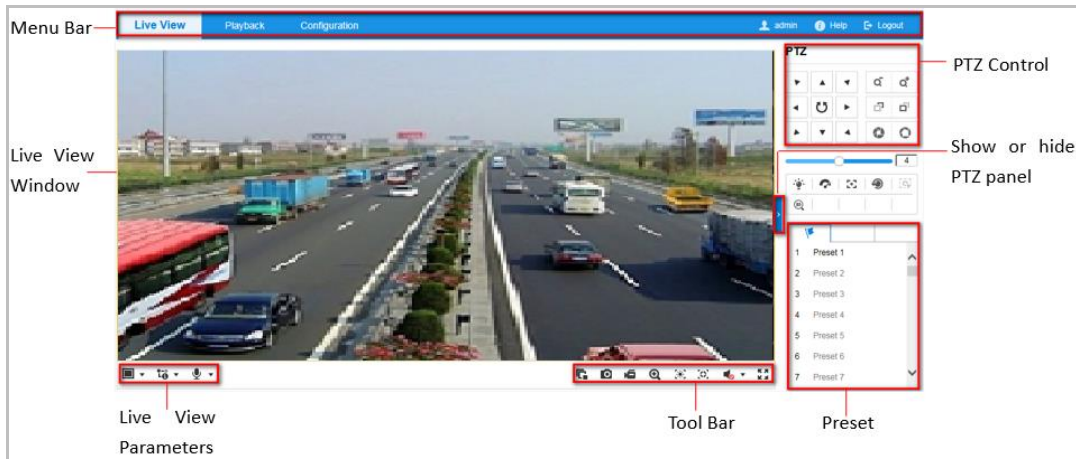 Menu Bar
Live View Playback Configuration admin Help Logout
PTZ
PTZ Control
Live View
Window
Show or hide
PTZ panel
4
1 Preset 1
2 Preset 2
3 Preset 3
4 Preset 4
5 Preset 5
6 Preset 6
7 Preset 7
Live View
Parameters
Tool Bar
Preset